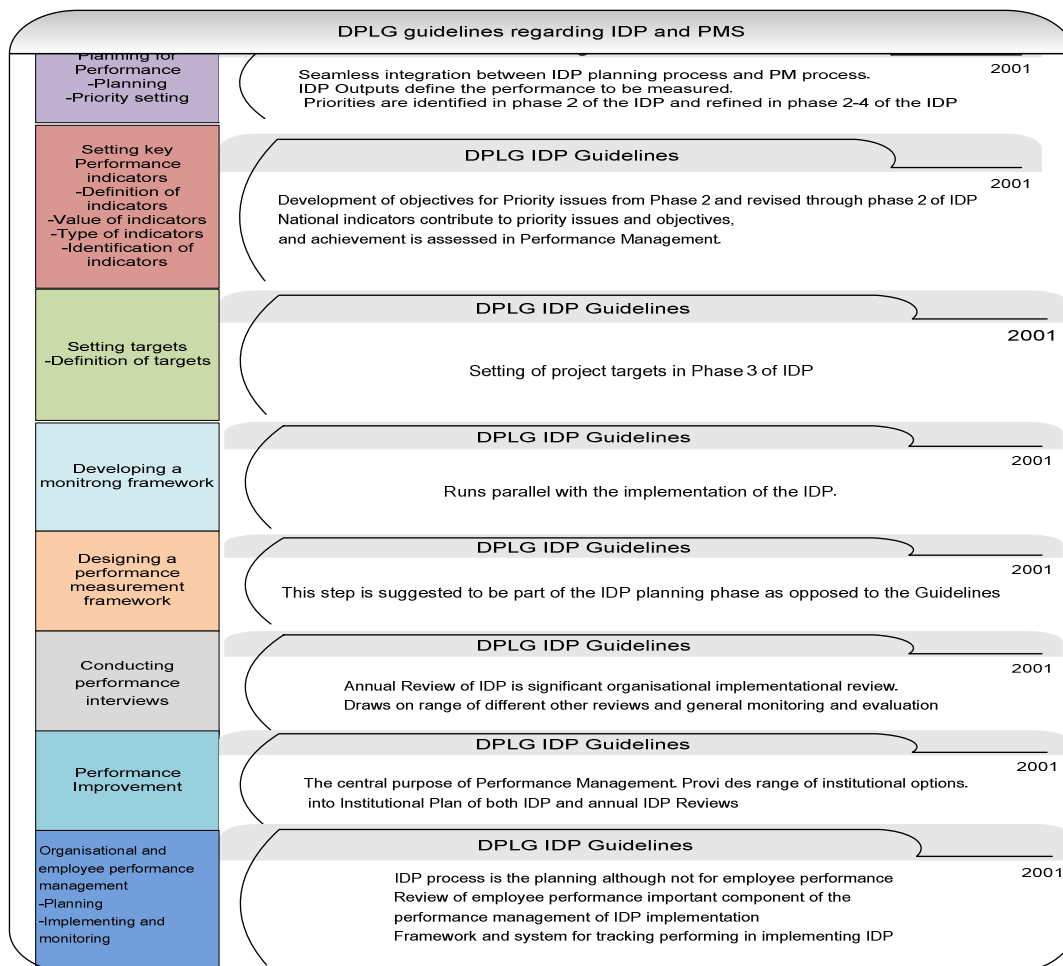 DPLG guidelines regarding IDP and PMS
Planning for
Performance
-Planning
-Priority setting
2001
Seamless integration between IDP planning process and PM process.
IDP Outputs define the performance to be measured.
Priorities are identified in phase 2 of the IDP and refined in phase 2-4 of the IDP
Setting key
Performance
indicators
-Definition of
indicators
-Value of indicators
-Type of indicators
-Identification of
indicators
DPLG IDP Guidelines
2001
Development of objectives for Priority issues from Phase 2 and revised through phase 2 of IDP
National indicators contribute to priority issues and objectives,
and achievement is assessed in Performance Management.
Setting targets
-Definition of targets
DPLG IDP Guidelines
2001
Setting of project targets in Phase 3 of IDP
Developing a
monitrong framework
DPLG IDP Guidelines
2001
Runs parallel with the implementation of the IDP.
Designing a
performance
measurement
framework
DPLG IDP Guidelines
2001
This step is suggested to be part of the IDP planning phase as opposed to the Guidelines
Conducting
performance
interviews
DPLG IDP Guidelines
2001
Annual Review of IDP is significant organisational implementational review.
Draws on range of different other reviews and general monitoring and evaluation
Performance
Improvement
DPLG IDP Guidelines
2001
The central purpose of Performance Management. Provi des range of institutional options.
into Institutional Plan of both IDP and annual IDP Reviews
Organisational and
employee performance
management
-Planning
-Implementing and
monitoring
DPLG IDP Guidelines
2001
IDP process is the planning although not for employee performance
Review of employee performance important component of the
performance management of IDP implementation
Framework and system for tracking performing in implementing IDP